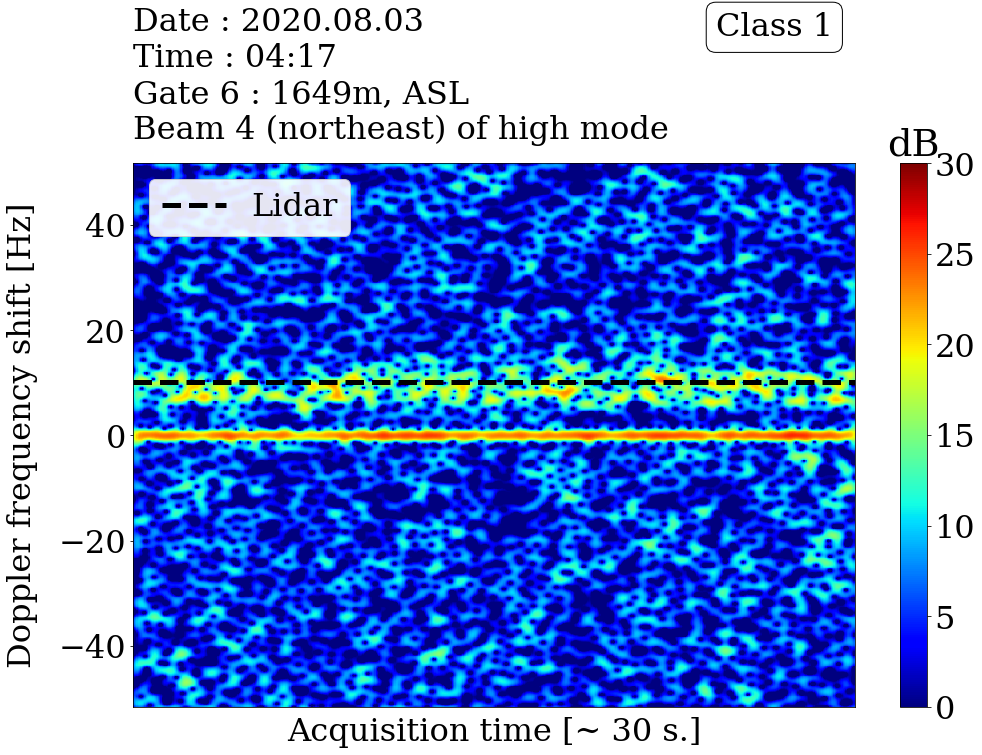 Date : 2020.08.03
Time : 04:17
Gate 6 : 1649m, ASL
Beam 4 (northeast) of high mode
Class 1
dB
Lidar
Doppler frequency shift [Hz]
40
20
0
−20
−40
30
25
20
15
10
5
0
Acquisition time [~ 30 s.]